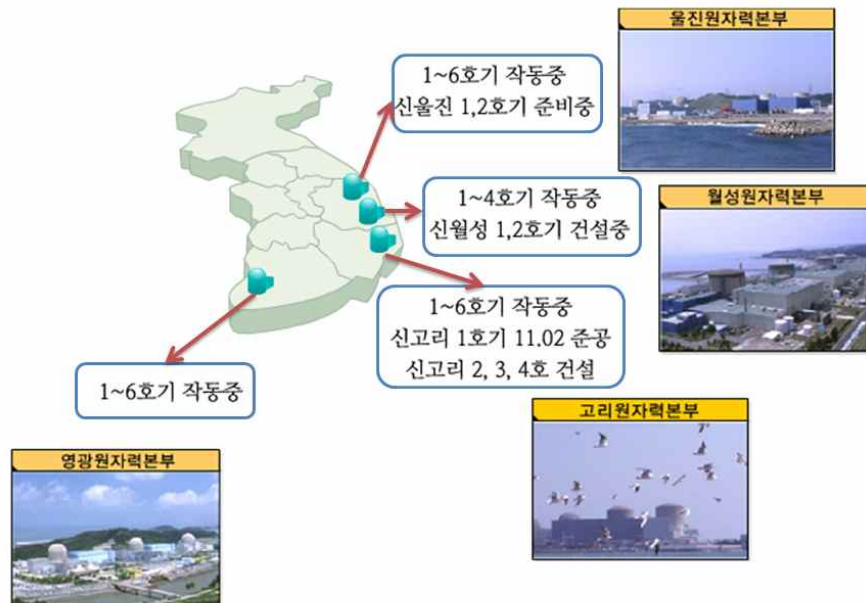 울진원자력본부
1~6호기 작동중
신울진 1,2호기 준비중
월성원자력본부
1~4호기 작동중
신월성 1,2호기 건설중
1~6호기 작동중
신고리 1호기 11.02 준공
신고리 2, 3, 4호 건설
1~6호기 작동중
고리원자력본부
영광원자력본부